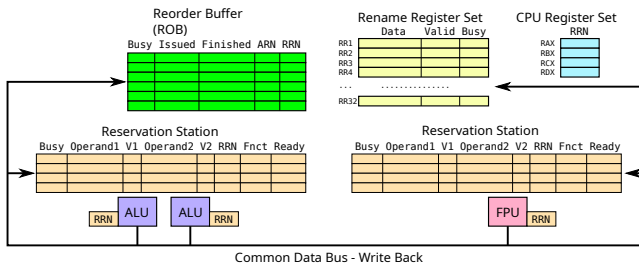 Reorder Buffer
(ROB)
Busy Issued Finished ARN RRN
Rename Register Set
Data Valid Busy
RR1
RR2
RR3
RR4
... ...............
RR32
CPU Register Set
RRN
RAX
RBX
RCX
RDX
Reservation Station
Busy Operand1 V1 Operand2 V2 RRN Fnct Ready
Reservation Station
Busy Operand1 V1 Operand2 V2 RRN Fnct Ready
RRN ALU ALU RRN
FPU RRN
Common Data Bus - Write Back